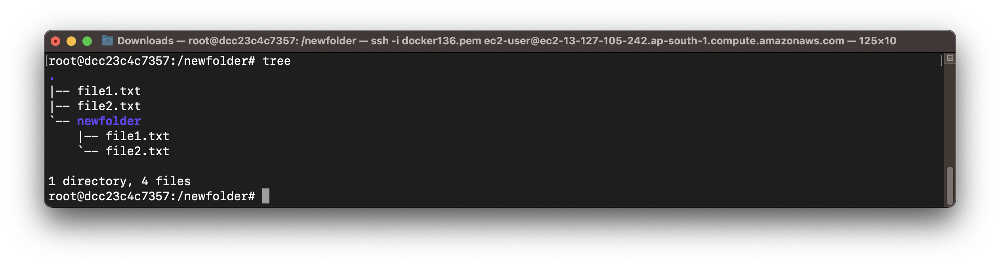 Downloads — root@dcc23c4c7357: /newfolder — ssh -i docker136.pem ec2-user@ec2-13-127-105-242.ap-south-1.compute.amazonaws.com — 125×10
[root@dcc23c4c7357:/newfolder# tree ]
.
|-- file1.txt
|-- file2.txt
`-- newfolder
    |-- file1.txt
    `-- file2.txt
1 directory, 4 files
root@dcc23c4c7357:/newfolder#